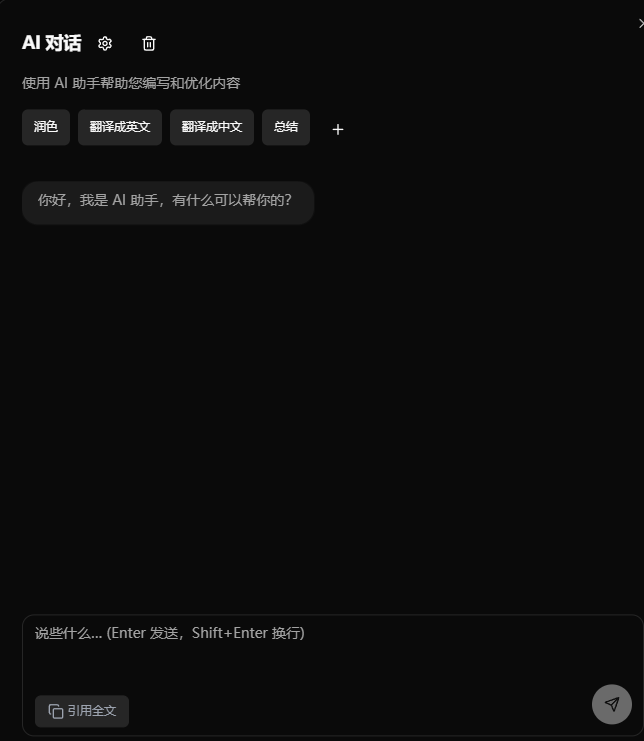 AI 对话
使用 AI 助手帮助您编写和优化内容
润色 翻译成英文 翻译成中文 总结
你好，我是 AI 助手，有什么可以帮你的？
说些什么... (Enter 发送，Shift+Enter 换行)
引用全文